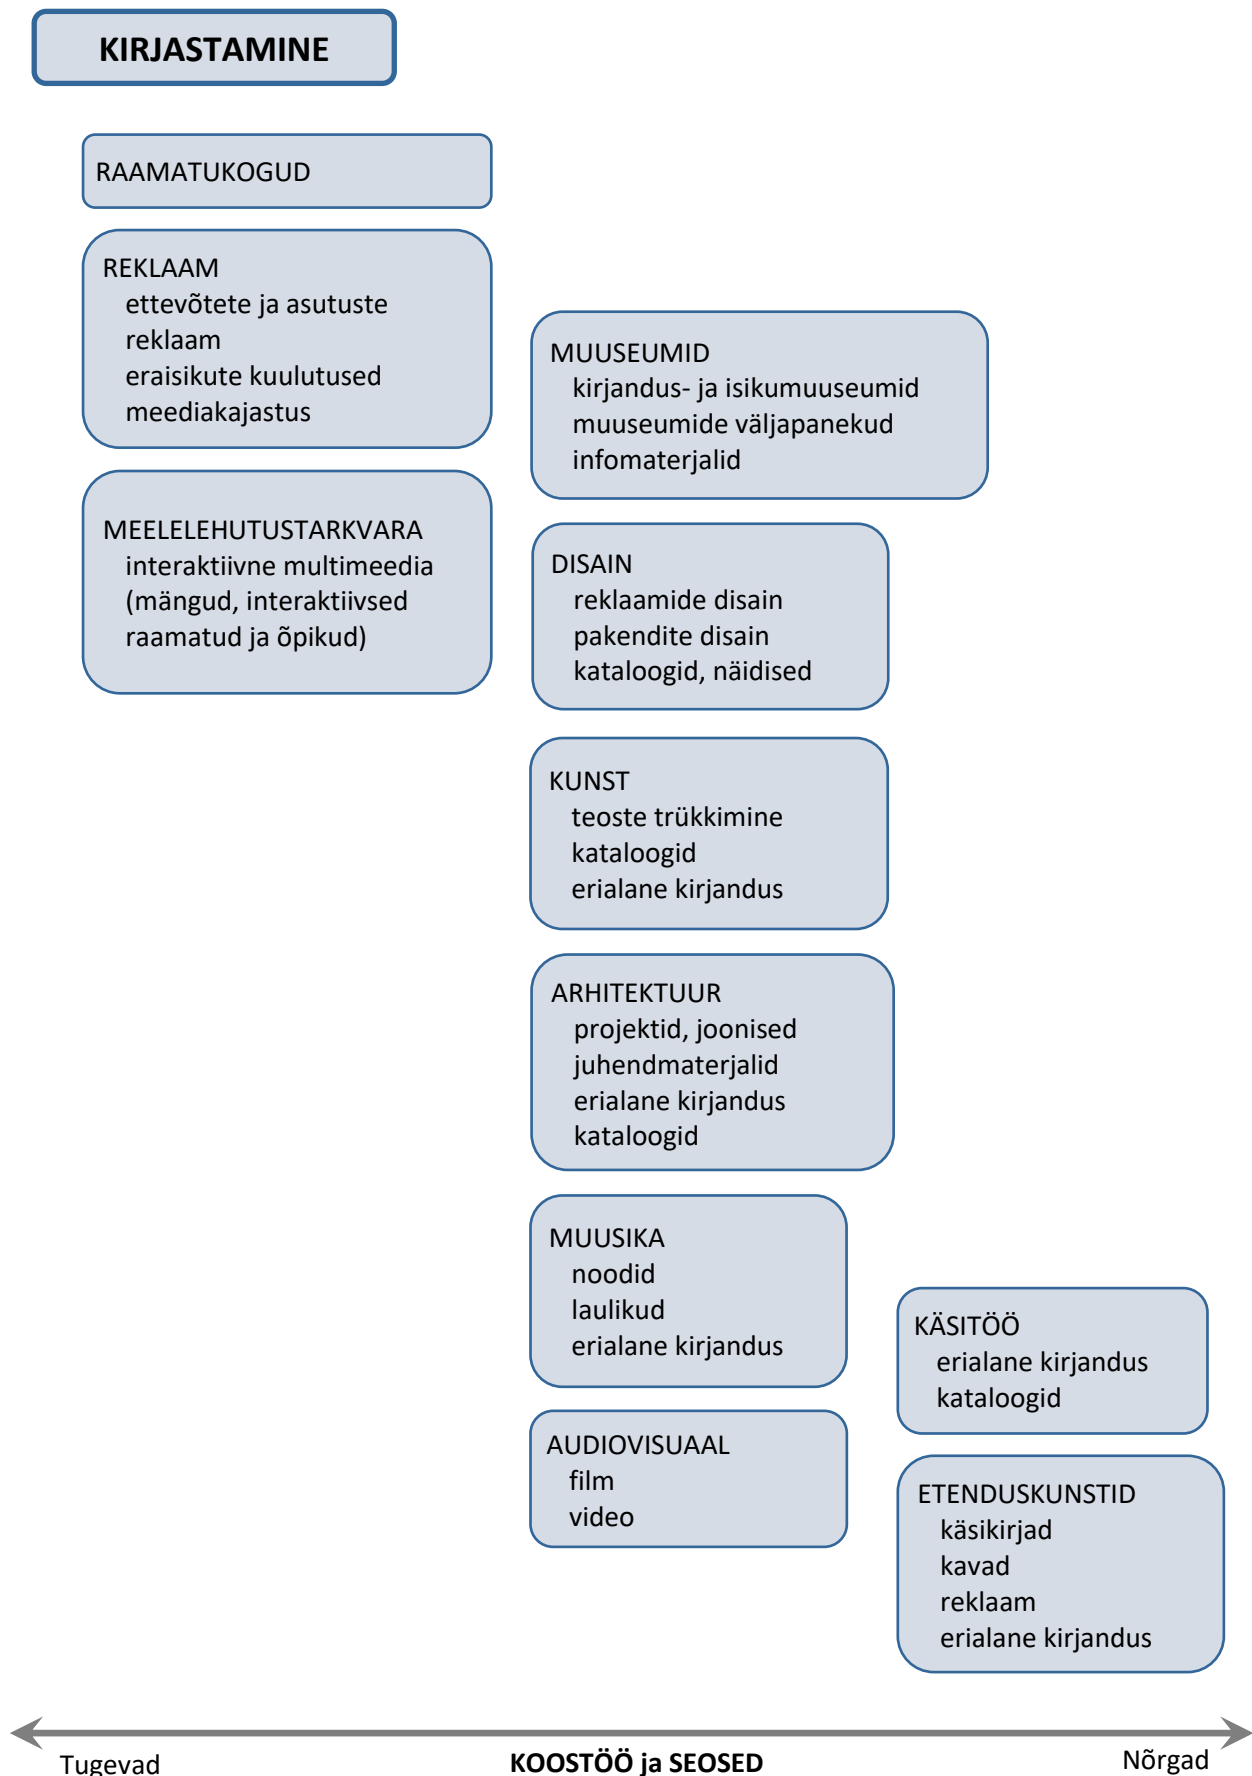 KIRJASTAMINE
RAAMATUKOGUD
REKLAAM
ettevõtete ja asutuste
reklaam
eraisikute kuulutused
meediakajastus
MEELELEHUTUSTARKVARA
interaktiivne multimeedia
(mängud, interaktiivsed
raamatud ja õpikud)
MUUSEUMID
kirjandus- ja isikumuuseumid
muuseumide väljapanekud
infomaterjalid
DISAIN
reklaamide disain
pakendite disain
kataloogid, näidised
KUNST
teoste trükkimine
kataloogid
erialane kirjandus
ARHITEKTUUR
projektid, joonised
juhendmaterjalid
erialane kirjandus
kataloogid
MUUSIKA
noodid
laulikud
erialane kirjandus
AUDIOVISUAAL
film
video
KÄSITÖÖ
erialane kirjandus
kataloogid
ETENDUSKUNSTID
käsikirjad
kavad
reklaam
erialane kirjandus
Tugevad KOOSTÖÖ ja SEOSED Nõrgad